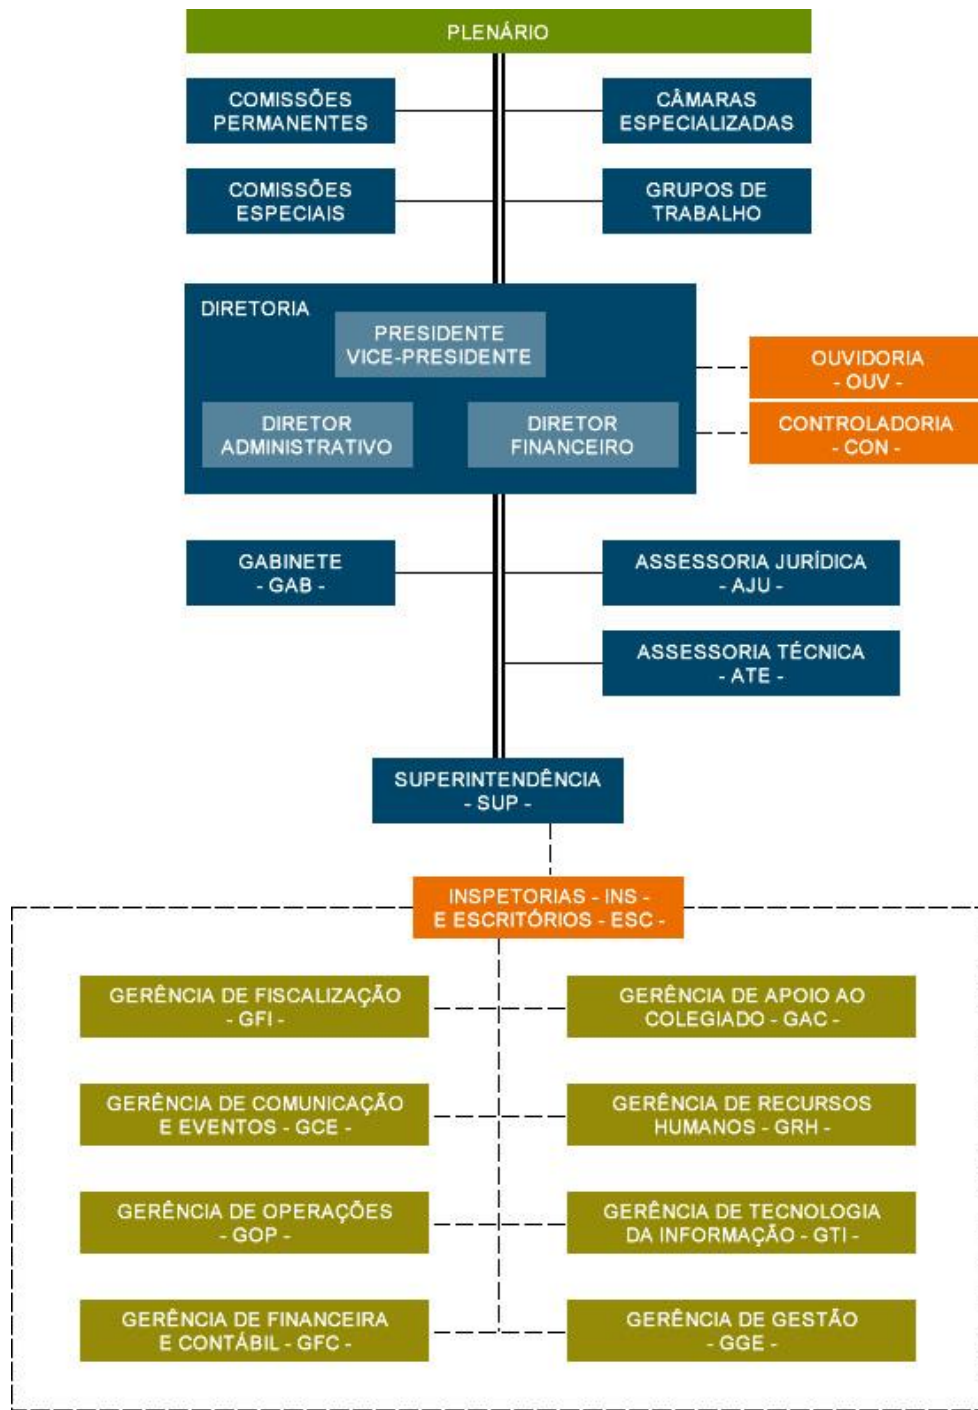 PLENÁRIO
COMISSÕES
PERMANENTES
CÂMARAS
ESPECIALIZADAS
COMISSÕES
ESPECIAIS
GRUPOS DE
TRABALHO
DIRETORIA
PRESIDENTE
VICE-PRESIDENTE
DIRETOR
ADMINISTRATIVO
DIRETOR
FINANCEIRO
OUVIDORIA
- OUV -
CONTROLADORIA
- CON -
GABINETE
- GAB -
ASSESSORIA JURÍDICA
- AJU -
ASSESSORIA TÉCNICA
- ATE -
SUPERINTENDÊNCIA
- SUP -
INSPETORIAS - INS -
E ESCRITÓRIOS - ESC -
GERÊNCIA DE FISCALIZAÇÃO
- GFI -
GERÊNCIA DE APOIO AO
COLEGIADO - GAC -
GERÊNCIA DE COMUNICAÇÃO
E EVENTOS - GCE -
GERÊNCIA DE RECURSOS
HUMANOS - GRH -
GERÊNCIA DE OPERAÇÕES
- GOP -
GERÊNCIA DE TECNOLOGIA
DA INFORMAÇÃO - GTI -
GERÊNCIA DE FINANCEIRA
E CONTÁBIL - GFC -
GERÊNCIA DE GESTÃO
- GGE -